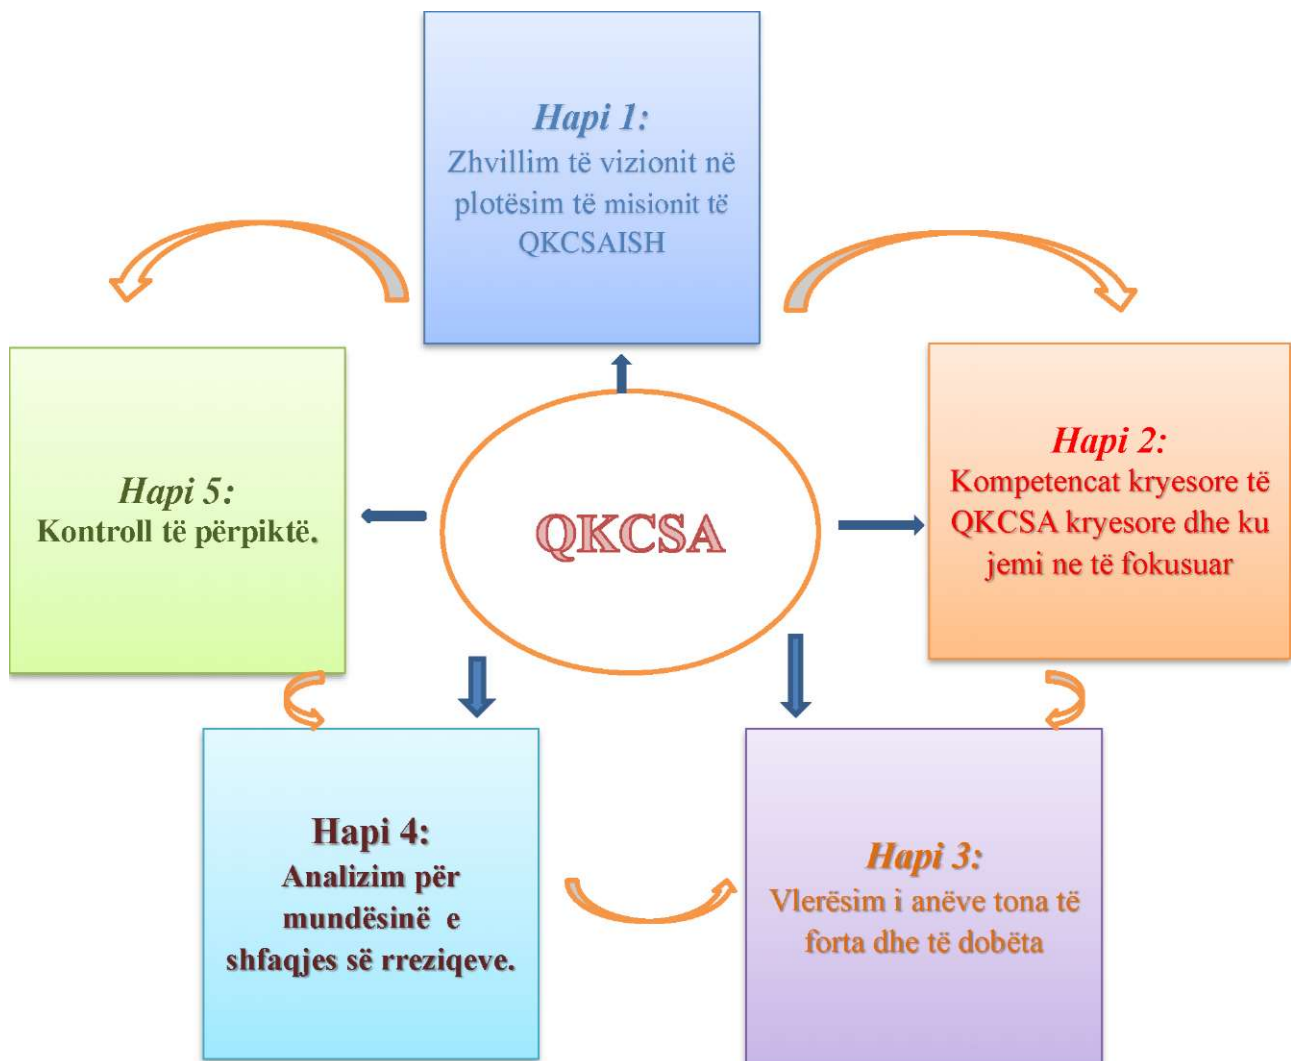 Hapi 1:
Zhvillim të vizionit në
plotësim të misionit të
QKCSAISH
Hapi 2:
Kompetencat kryesore të
QKCSA kryesore dhe ku
jemi ne të fokusuar
Hapi 5:
Kontroll të përpiktë.
QKCSA
Hapi 4:
Analizim për
mundësinë e
shfaqjes së rreziqeve.
Hapi 3:
Vlerësim i anëve tona të
forta dhe të dobëta